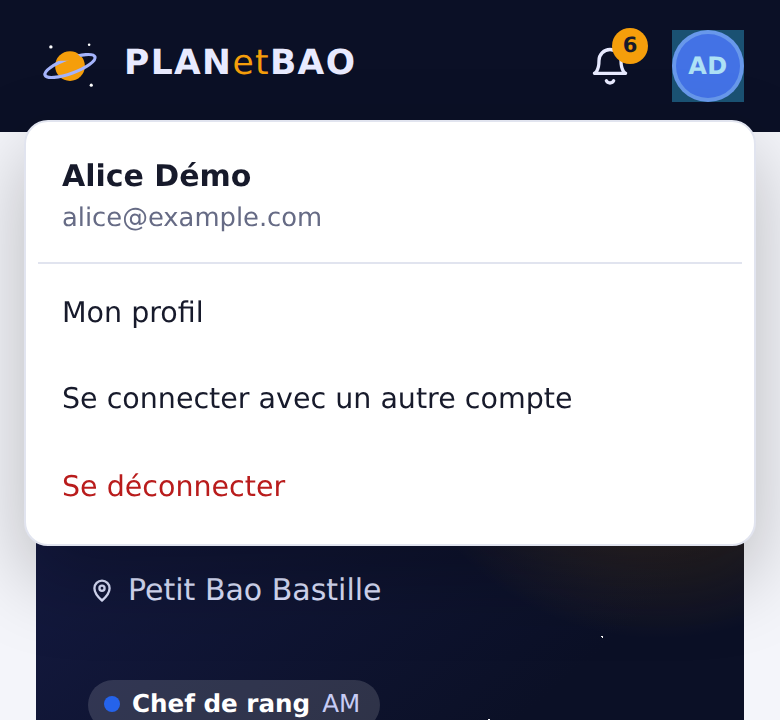 PLANetBAO
6
AD
Alice Démo
alice@example.com
Mon profil
Se connecter avec un autre compte
Se déconnecter
Petit Bao Bastille
Chef de rang AM